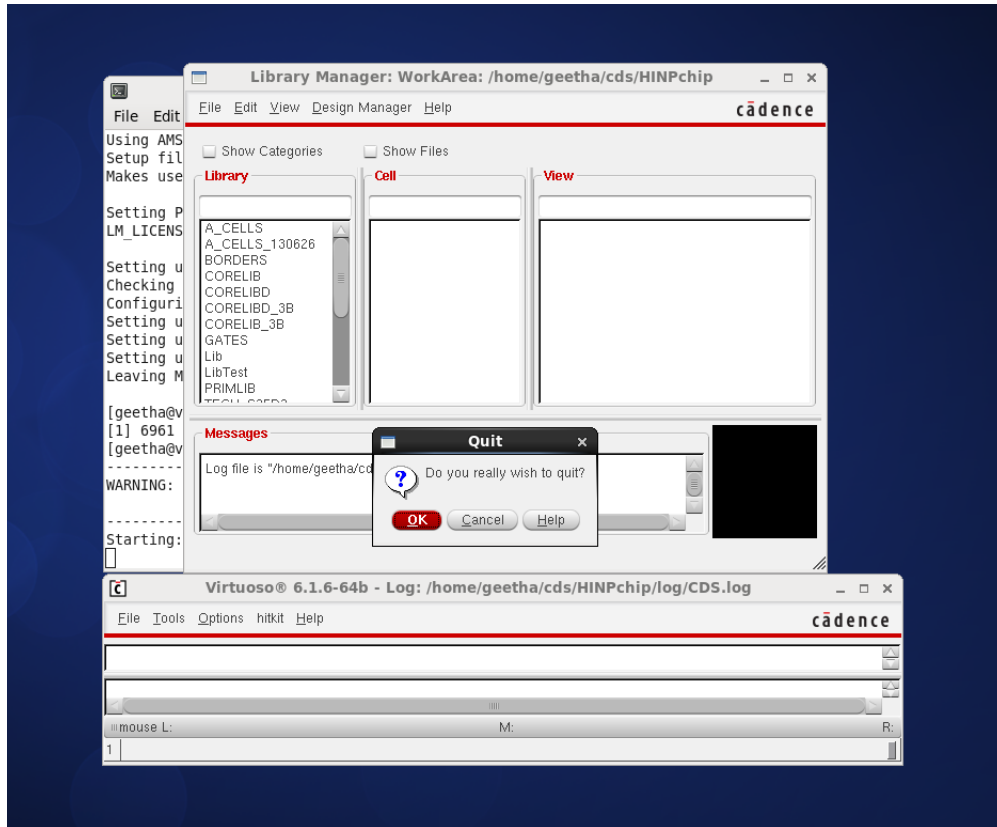 Library Manager: WorkArea: /home/geetha/cds/HINPchip
File Edit View Design Manager Help
cādence
Show Categories Show Files
Library Cell View
A_CELLS
A_CELLS_130626
BORDERS
CORELIB
CORELIBD
CORELIBD_3B
CORELIB_3B
GATES
Lib
LibTest
PRIMLIB
Messages
Log file is "/home/geetha/cd
Quit
Do you really wish to quit?
OK Cancel Help
File Edit
Using AMS
Setup fil
Makes use
Setting P
LM_LICENS
Setting u
Checking
Configuri
Setting u
Setting u
Setting u
Leaving M
[geetha@v
[1] 6961
[geetha@v
---------
WARNING:
---------
Starting:
Virtuoso® 6.1.6-64b - Log: /home/geetha/cds/HINPchip/log/CDS.log
File Tools Options hitkit Help
cādence
mouse L: M: R:
1